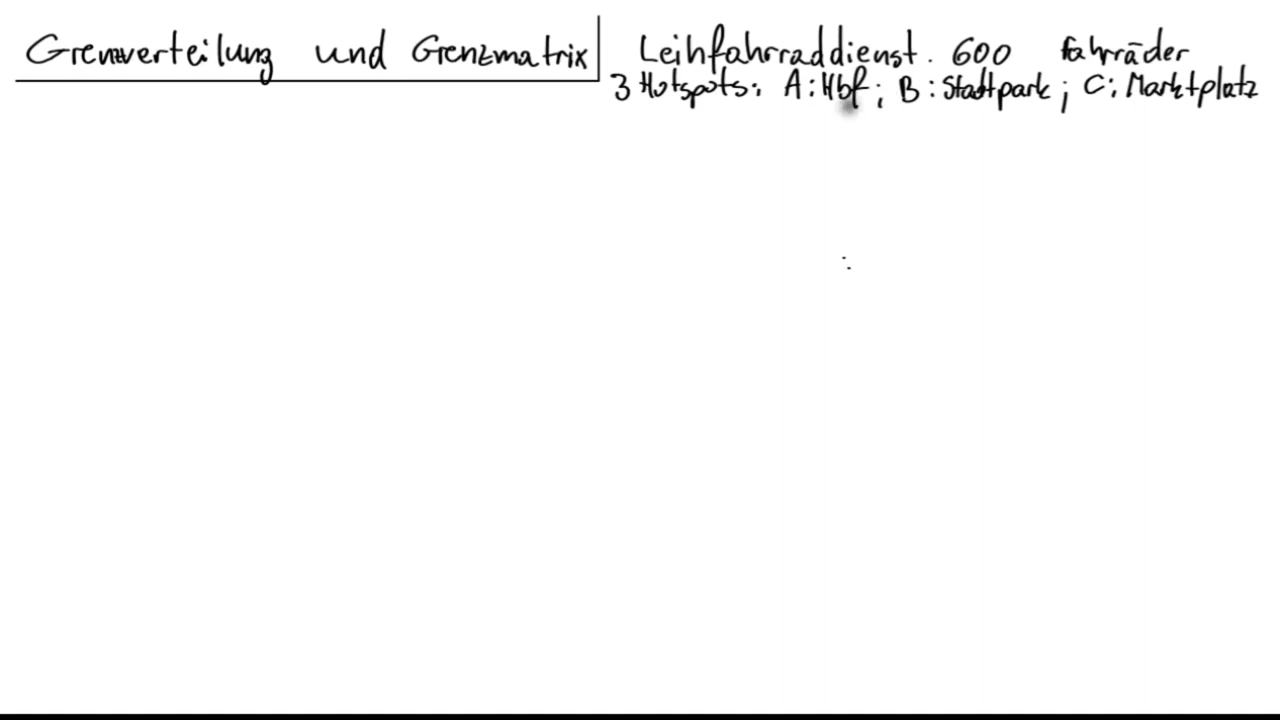 Grenzverteilung und Grenzmatrix
Leihfahrraddienst. 600 fahrräder
3 Hotspots: A: Hbf; B: Stadtpark; C: Marktplatz